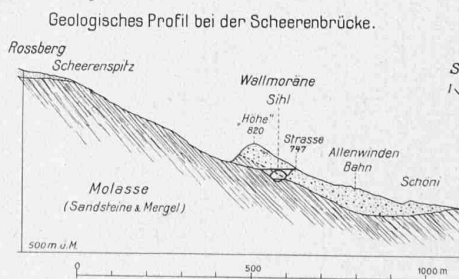 Geologisches Profil bei der Scheerenbrücke.
Rossberg
Scheerenspitz
Wallmoräne
Sihl
„Höhe"
820
Strasse
747
Allenwinden
Bahn
Schöni
Molasse
(Sandsteine & Mergel)
500 m ü. M.
0 500 1000 m